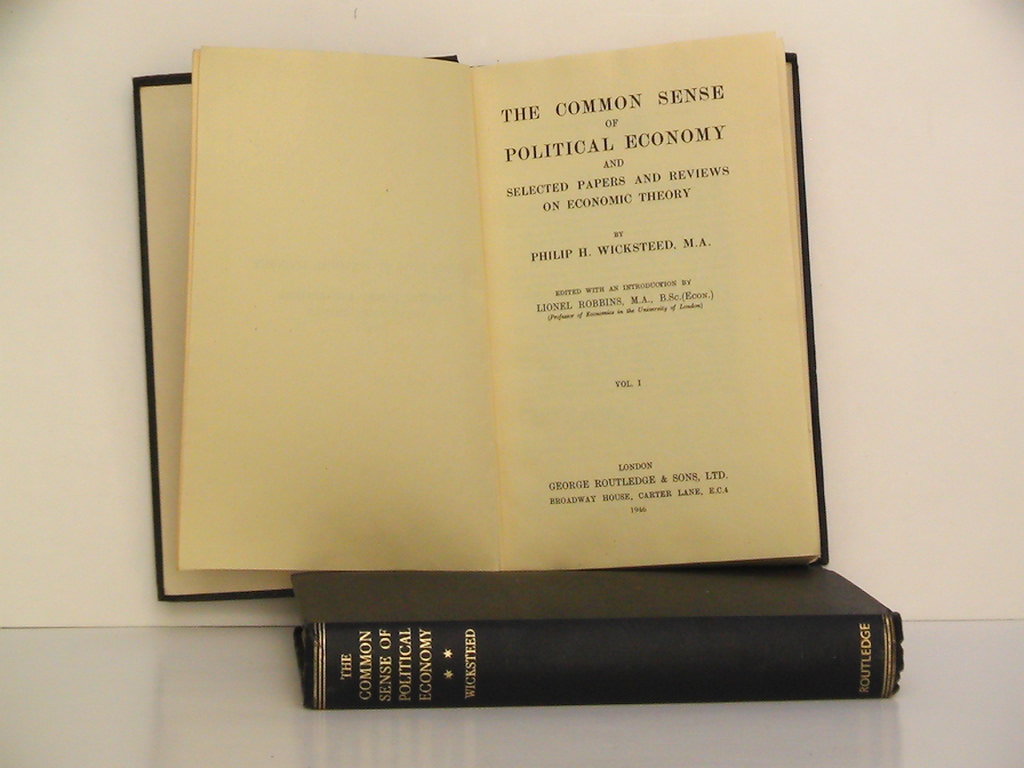 THE COMMON SENSE
OF
POLITICAL ECONOMY
AND
SELECTED PAPERS AND REVIEWS
ON ECONOMIC THEORY
BY
PHILIP H. WICKSTEED, M.A.
EDITED WITH AN INTRODUCTION BY
LIONEL ROBBINS, M.A., B.Sc.(Econ.)
(Professor of Economics in the University of London)
VOL. I
LONDON
GEORGE ROUTLEDGE & SONS, LTD.
BROADWAY HOUSE, CARTER LANE, E.C.4
1946
THE
COMMON
SENSE OF
POLITICAL
ECONOMY
* *
WICKSTEED
ROUTLEDGE